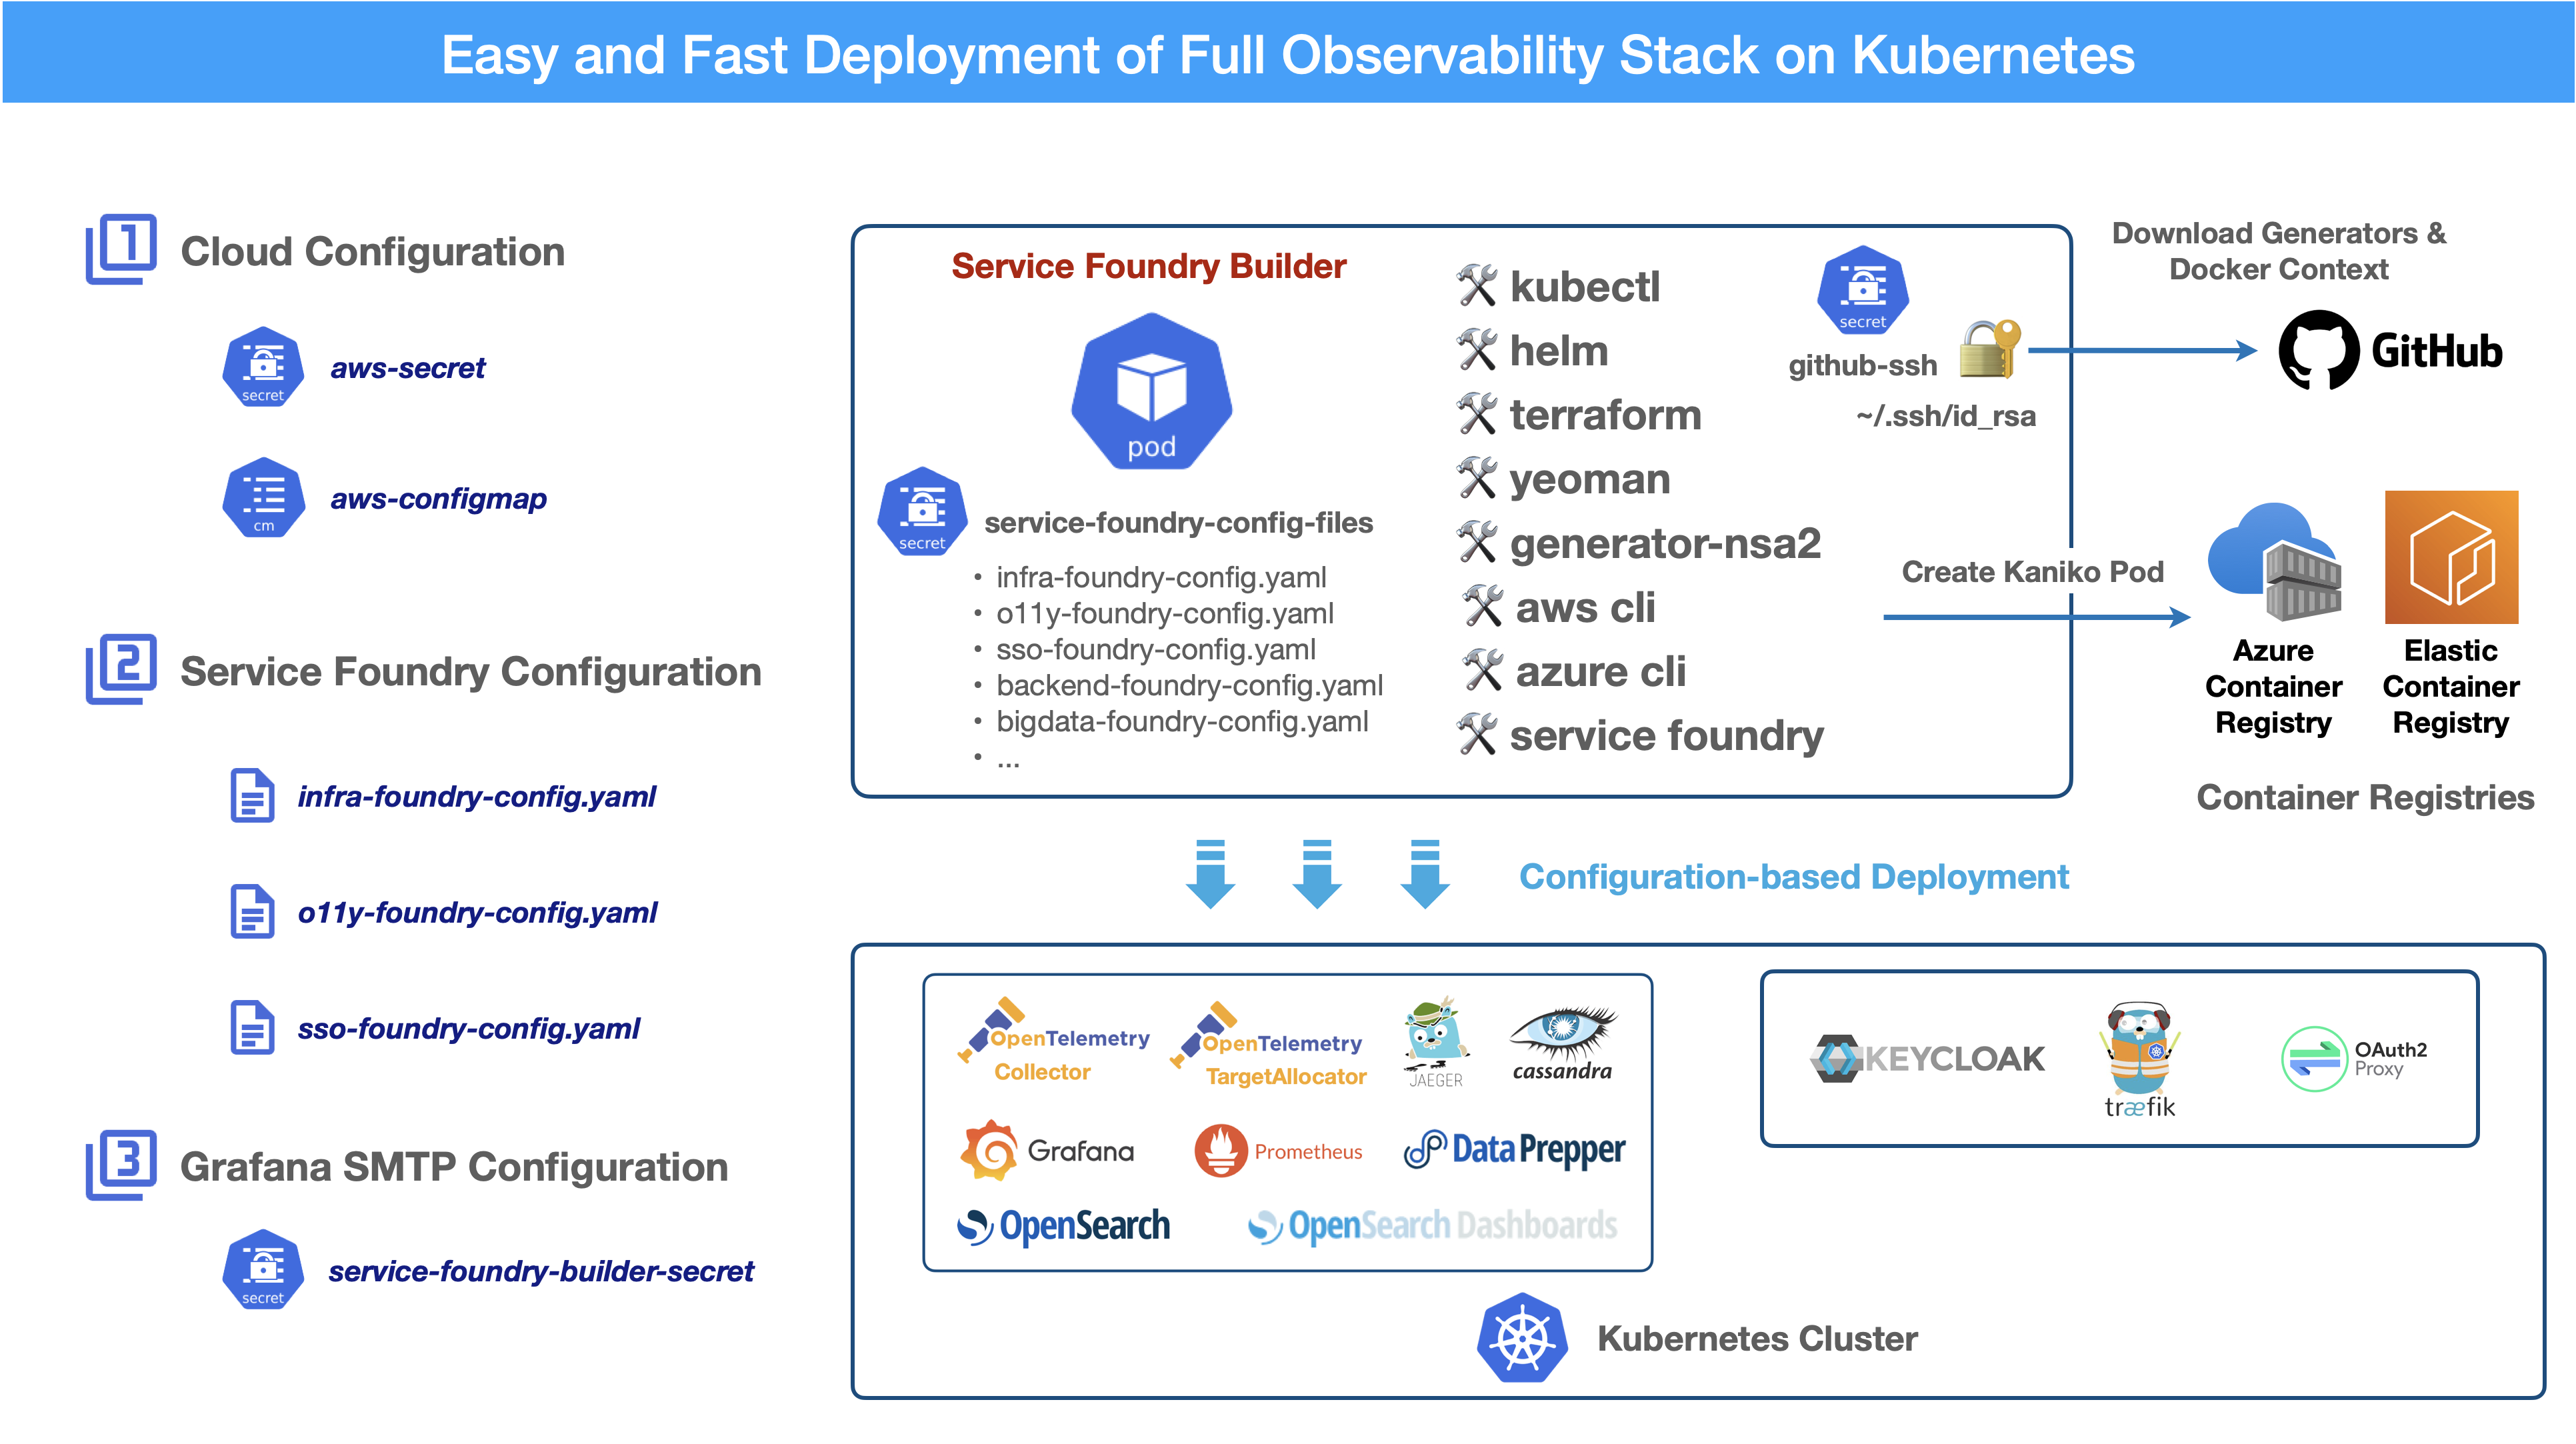 Easy and Fast Deployment of Full Observability Stack on Kubernetes
1
Cloud Configuration
secret
aws-secret
cm
aws-configmap
2
Service Foundry Configuration
infra-foundry-config.yaml
o11y-foundry-config.yaml
sso-foundry-config.yaml
3
Grafana SMTP Configuration
secret
service-foundry-builder-secret
Service Foundry Builder
pod
secret
service-foundry-config-files
• infra-foundry-config.yaml
• o11y-foundry-config.yaml
• sso-foundry-config.yaml
• backend-foundry-config.yaml
• bigdata-foundry-config.yaml
• ...
kubectl
helm
terraform
yeoman
generator-nsa2
aws cli
azure cli
service foundry
secret
github-ssh
~/.ssh/id_rsa
Download Generators &
Docker Context
GitHub
Create Kaniko Pod
Azure
Container
Registry
Elastic
Container
Registry
Container Registries
Configuration-based Deployment
OpenTelemetry
Collector
OpenTelemetry
TargetAllocator
JAEGER
cassandra
Grafana
Prometheus
Data Prepper
OpenSearch
OpenSearch Dashboards
KEYCLOAK
træfik
OAuth2
Proxy
Kubernetes Cluster